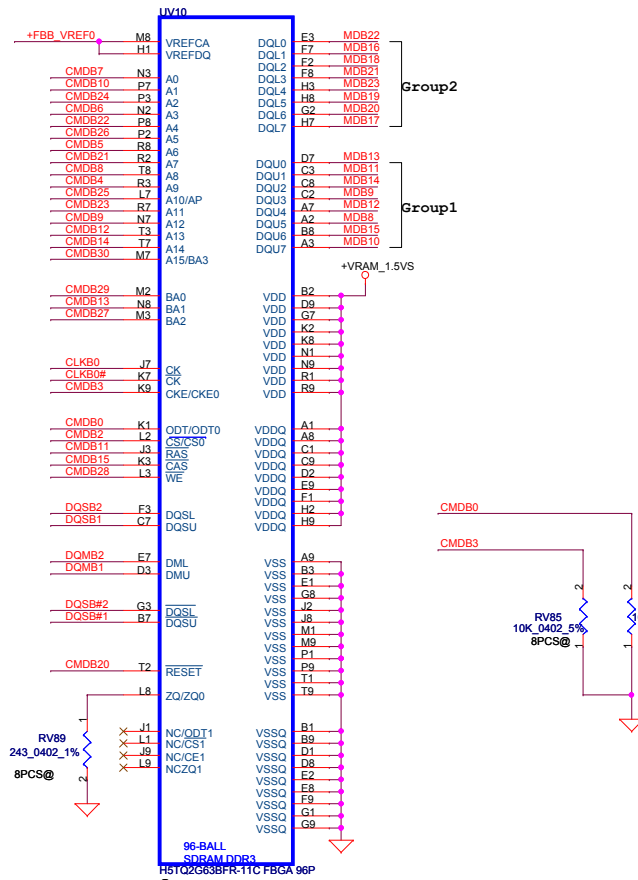 UV10
+FBB_VREF0 M8 VREFCA DQL0 E3 MDB22
H1 VREFDQ DQL1 F7 MDB16
DQL2 F2 MDB18
CMDB7 N3 A0 DQL3 F8 MDB21
CMDB10 P7 A1 DQL4 H3 MDB23
CMDB24 P3 A2 DQL5 H8 MDB19
CMDB6 N2 A3 DQL6 G2 MDB20
CMDB22 P8 A4 DQL7 H7 MDB17
Group2
CMDB26 P2 A5
CMDB5 R8 A6
CMDB21 R2 A7 DQU0 D7 MDB13
CMDB8 T8 A8 DQU1 C3 MDB11
CMDB4 R3 A9 DQU2 C8 MDB14
CMDB25 L7 A10/AP DQU3 C2 MDB9
CMDB23 R7 A11 DQU4 A7 MDB12
CMDB9 N7 A12 DQU5 A2 MDB8
CMDB12 T3 A13 DQU6 B8 MDB15
CMDB14 T7 A14 DQU7 A3 MDB10
Group1
CMDB30 M7 A15/BA3
+VRAM_1.5VS
CMDB29 M2 BA0 VDD B2
CMDB13 N8 BA1 VDD D9
CMDB27 M3 BA2 VDD G7
VDD K2
VDD K8
VDD N1
CLKB0 J7 CK VDD N9
CLKB0# K7 CK VDD R1
CMDB3 K9 CKE/CKE0 VDD R9
CMDB0 K1 ODT/ODT0 VDDQ A1
CMDB2 L2 CS/CS0 VDDQ A8
CMDB11 J3 RAS VDDQ C1
CMDB15 K3 CAS VDDQ C9
CMDB28 L3 WE VDDQ D2
VDDQ E9
VDDQ F1
DQSB2 F3 DQSL VDDQ H2
DQSB1 C7 DQSU VDDQ H9
CMDB0
CMDB3
DQMB2 E7 DML VSS A9
DQMB1 D3 DMU VSS B3
VSS E1
VSS G8
DQSB#2 G3 DQSL VSS J2
DQSB#1 B7 DQSU VSS J8
VSS M1
VSS M9
VSS P1
CMDB20 T2 RESET VSS P9
VSS T1
L8 ZQ/ZQ0 VSS T9
2 2
RV85
10K_0402_5%
8PCS@
1 1
1
RV89
243_0402_1%
8PCS@
2
J1 NC/ODT1 VSSQ B1
L1 NC/CS1 VSSQ B9
J9 NC/CE1 VSSQ D1
L9 NCZQ1 VSSQ D8
VSSQ E2
VSSQ E8
VSSQ F9
VSSQ G1
VSSQ G9
96-BALL
SDRAM DDR3
H5TQ2G63BFR-11C FBGA 96P